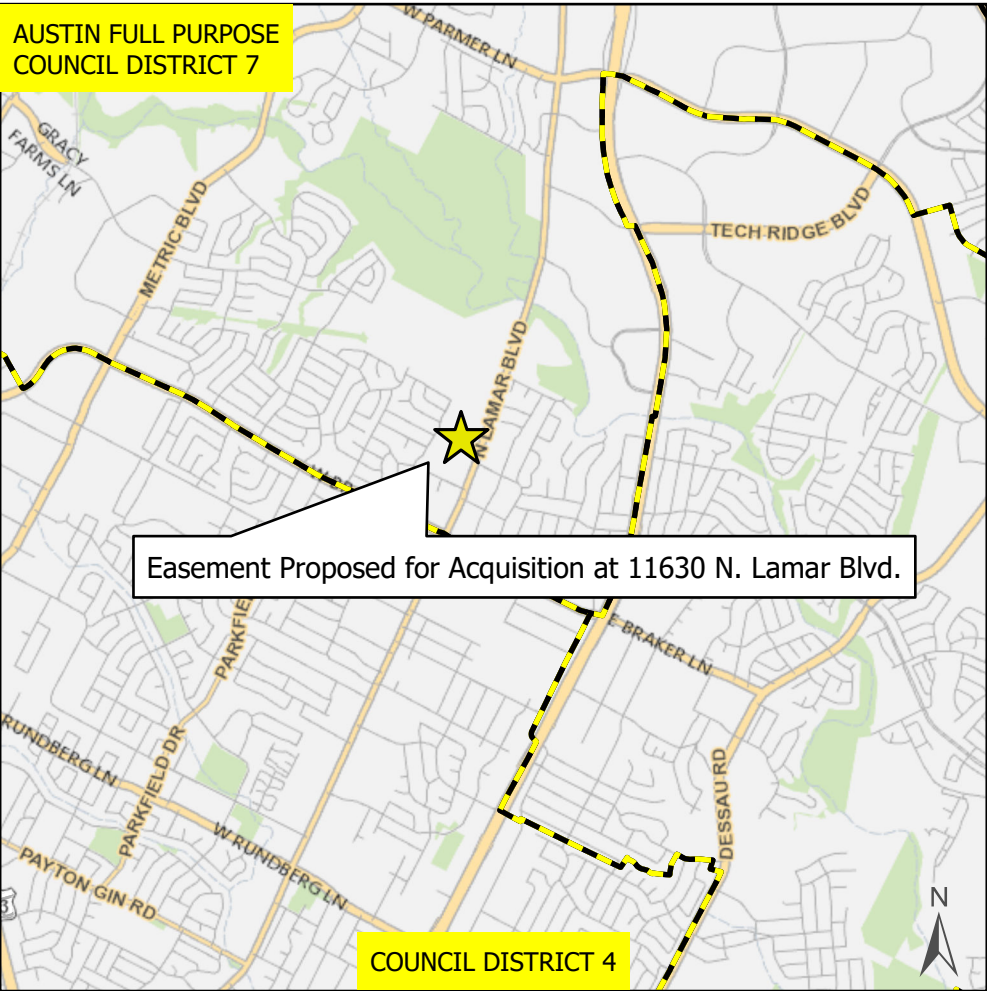 AUSTIN FULL PURPOSE
COUNCIL DISTRICT 7
W PARMER LN
GRACY
FARMS LN
METRIC BLVD
TECH RIDGE BLVD
N LAMAR BLVD
Easement Proposed for Acquisition at 11630 N. Lamar Blvd.
E BRAKER LN
RUNDBERG LN
PARKFIELD DR
W RUNDBERG LN
DESSAU RD
PAYTON GIN RD
N
COUNCIL DISTRICT 4